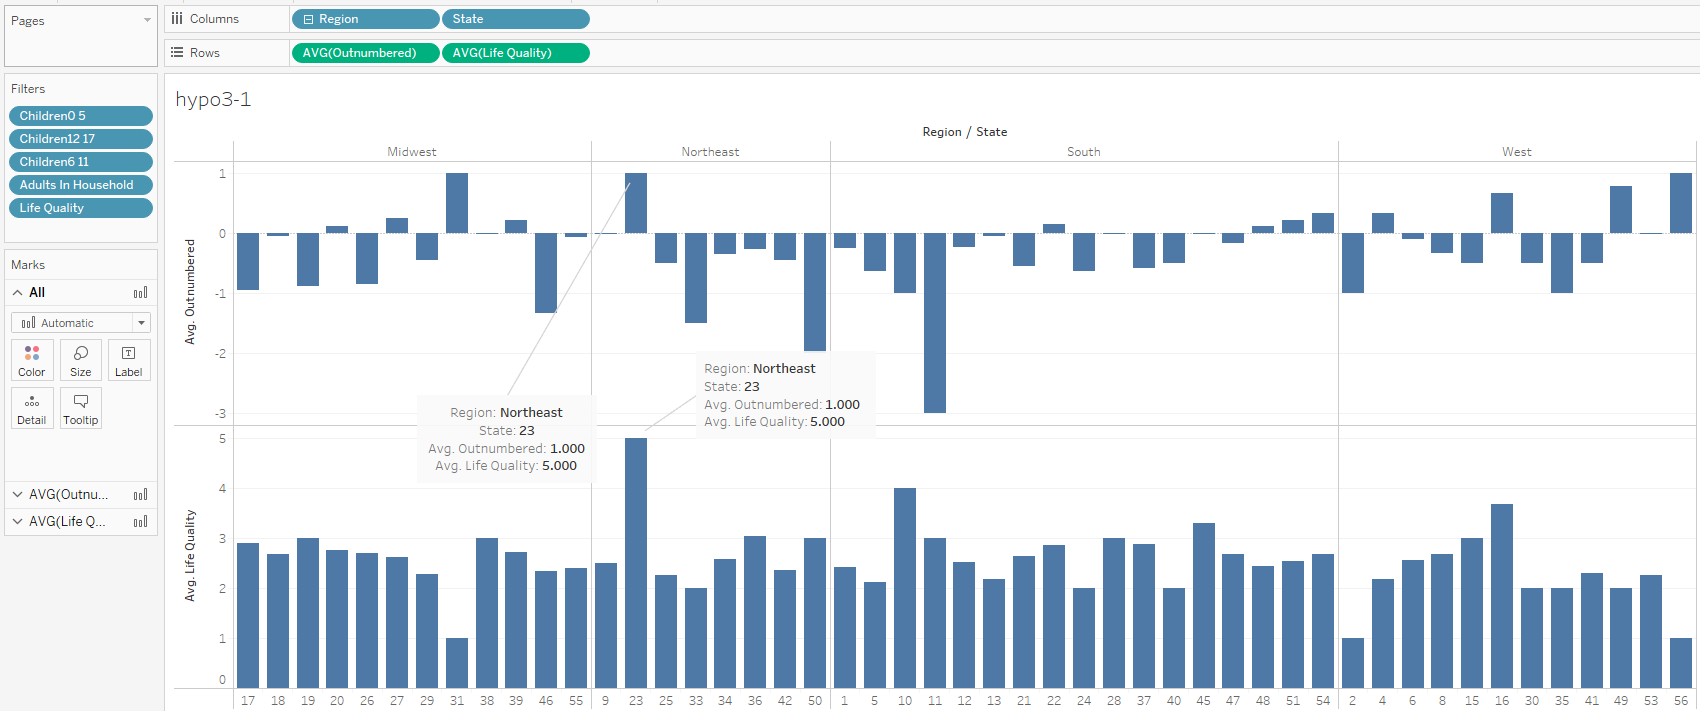 Pages
Columns
Region
State
Rows
AVG(Outnumbered)
AVG(Life Quality)
Filters
Children0 5
Children12 17
Children6 11
Adults In Household
Life Quality
Marks
All
Automatic
Color
Size
Label
Detail
Tooltip
AVG(Outnu...
AVG(Life Q...
hypo3-1
Region / State
Midwest
Northeast
South
West
Avg. Outnumbered
1
0
-1
-2
-3
Region: Northeast
State: 23
Avg. Outnumbered: 1.000
Avg. Life Quality: 5.000
Region: Northeast
State: 23
Avg. Outnumbered: 1.000
Avg. Life Quality: 5.000
Avg. Life Quality
5
4
3
2
1
0
17 18 19 20 26 27 29 31 38 39 46 55 9 23 25 33 34 36 42 50 1 5 10 11 12 13 21 22 24 28 37 40 45 47 48 51 54 2 4 6 8 15 16 30 35 41 49 53 56